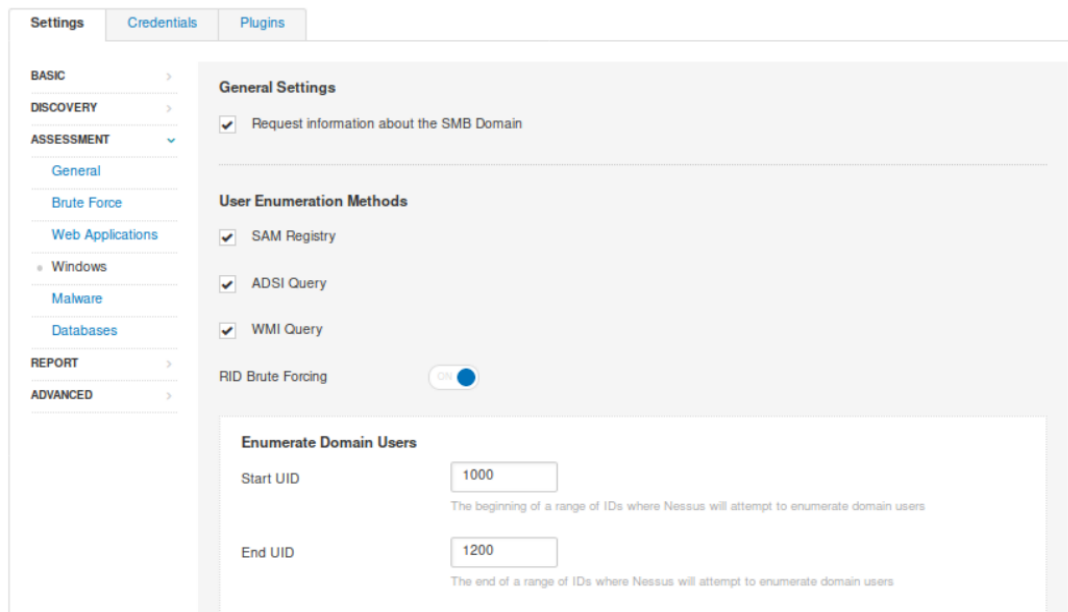 Settings
Credentials
Plugins
BASIC
DISCOVERY
ASSESSMENT
General
Brute Force
Web Applications
Windows
Malware
Databases
REPORT
ADVANCED
General Settings
Request information about the SMB Domain
User Enumeration Methods
SAM Registry
ADSI Query
WMI Query
RID Brute Forcing
ON
Enumerate Domain Users
Start UID
1000
The beginning of a range of IDs where Nessus will attempt to enumerate domain users
End UID
1200
The end of a range of IDs where Nessus will attempt to enumerate domain users